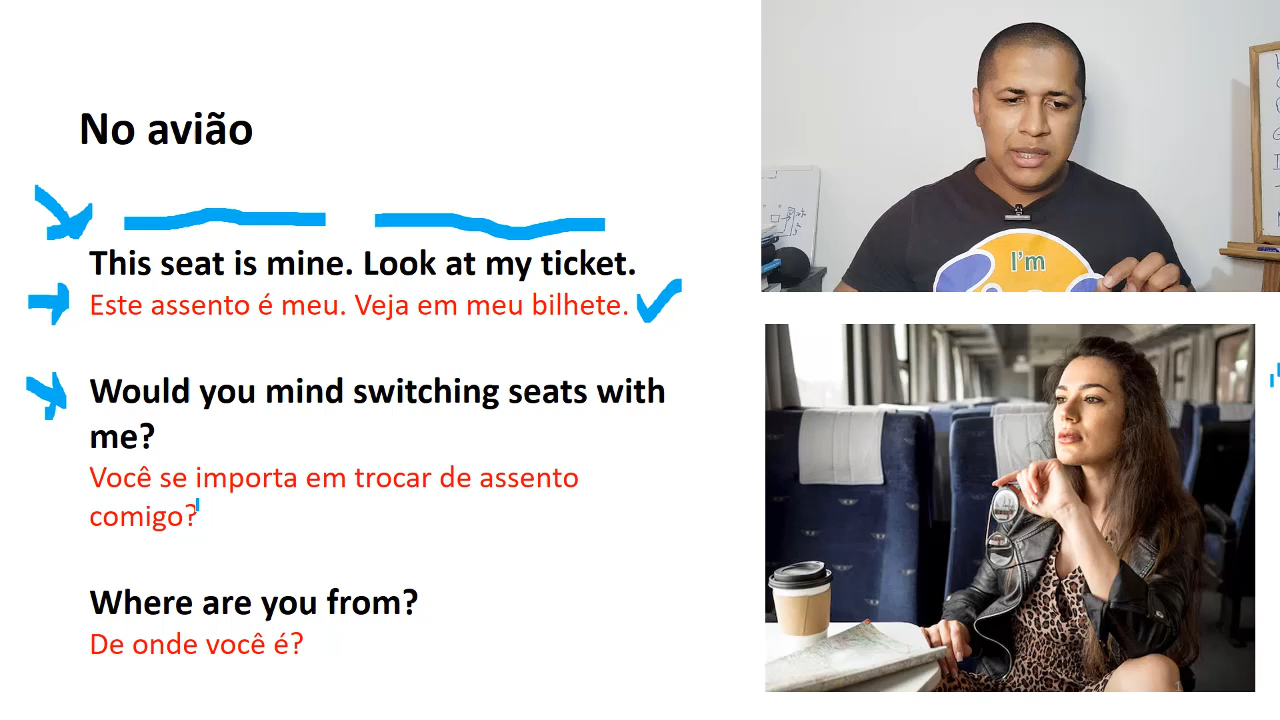 No avião
This seat is mine. Look at my ticket.
Este assento é meu. Veja em meu bilhete.
Would you mind switching seats with
me?
Você se importa em trocar de assento
comigo?
Where are you from?
De onde você é?
I'm